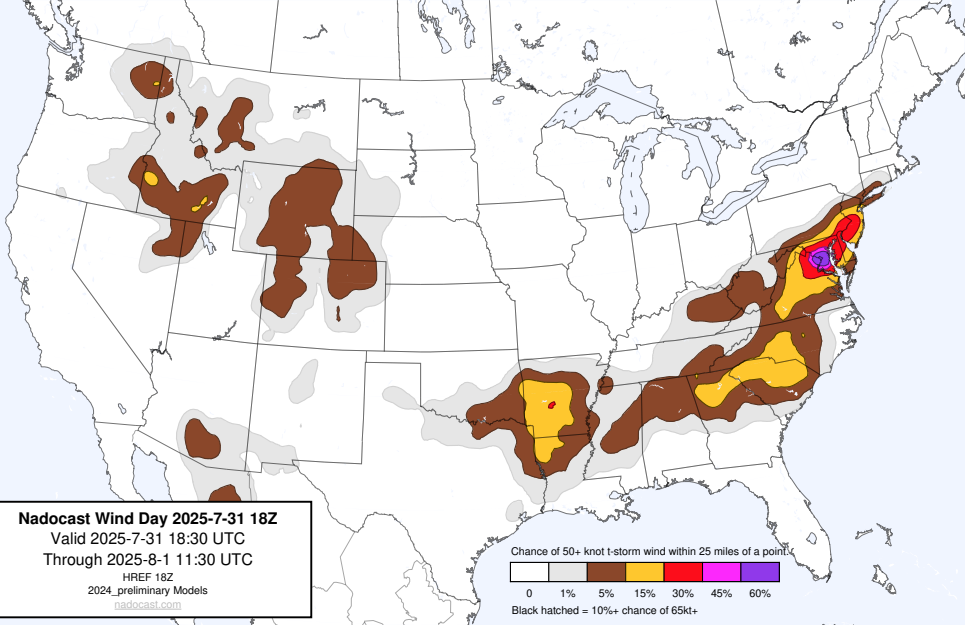 Nadocast Wind Day 2025-7-31 18Z
Valid 2025-7-31 18:30 UTC
Through 2025-8-1 11:30 UTC
HREF 18Z
2024_preliminary Models
nadocast.com
Chance of 50+ knot t-storm wind within 25 miles of a point.
0 1% 5% 15% 30% 45% 60%
Black hatched = 10%+ chance of 65kt+